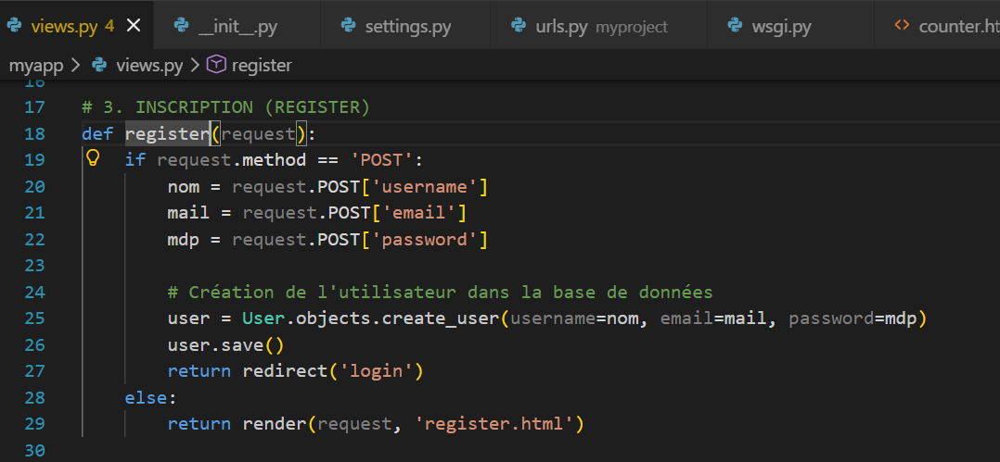 views.py 4 __init__.py settings.py urls.py myproject wsgi.py counter.ht
myapp > views.py > register
16
17 # 3. INSCRIPTION (REGISTER)
18 def register(request):
19 if request.method == 'POST':
20 nom = request.POST['username']
21 mail = request.POST['email']
22 mdp = request.POST['password']
23
24 # Création de l'utilisateur dans la base de données
25 user = User.objects.create_user(username=nom, email=mail, password=mdp)
26 user.save()
27 return redirect('login')
28 else:
29 return render(request, 'register.html')
30